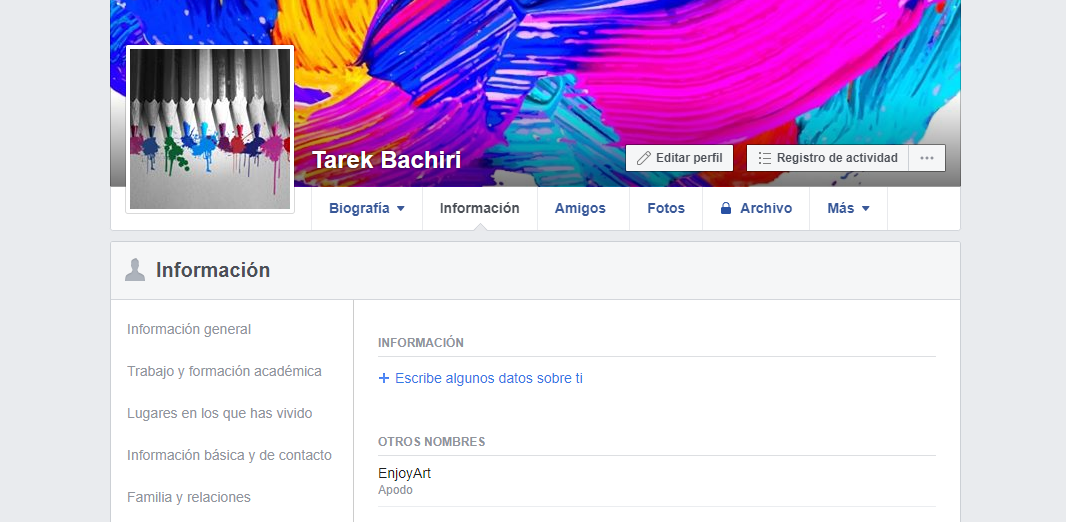 Tarek Bachiri
Editar perfil
Registro de actividad
Biografía
Información
Amigos
Fotos
Archivo
Más
Información
Información general
Trabajo y formación académica
Lugares en los que has vivido
Información básica y de contacto
Familia y relaciones
INFORMACIÓN
+ Escribe algunos datos sobre ti
OTROS NOMBRES
EnjoyArt
Apodo